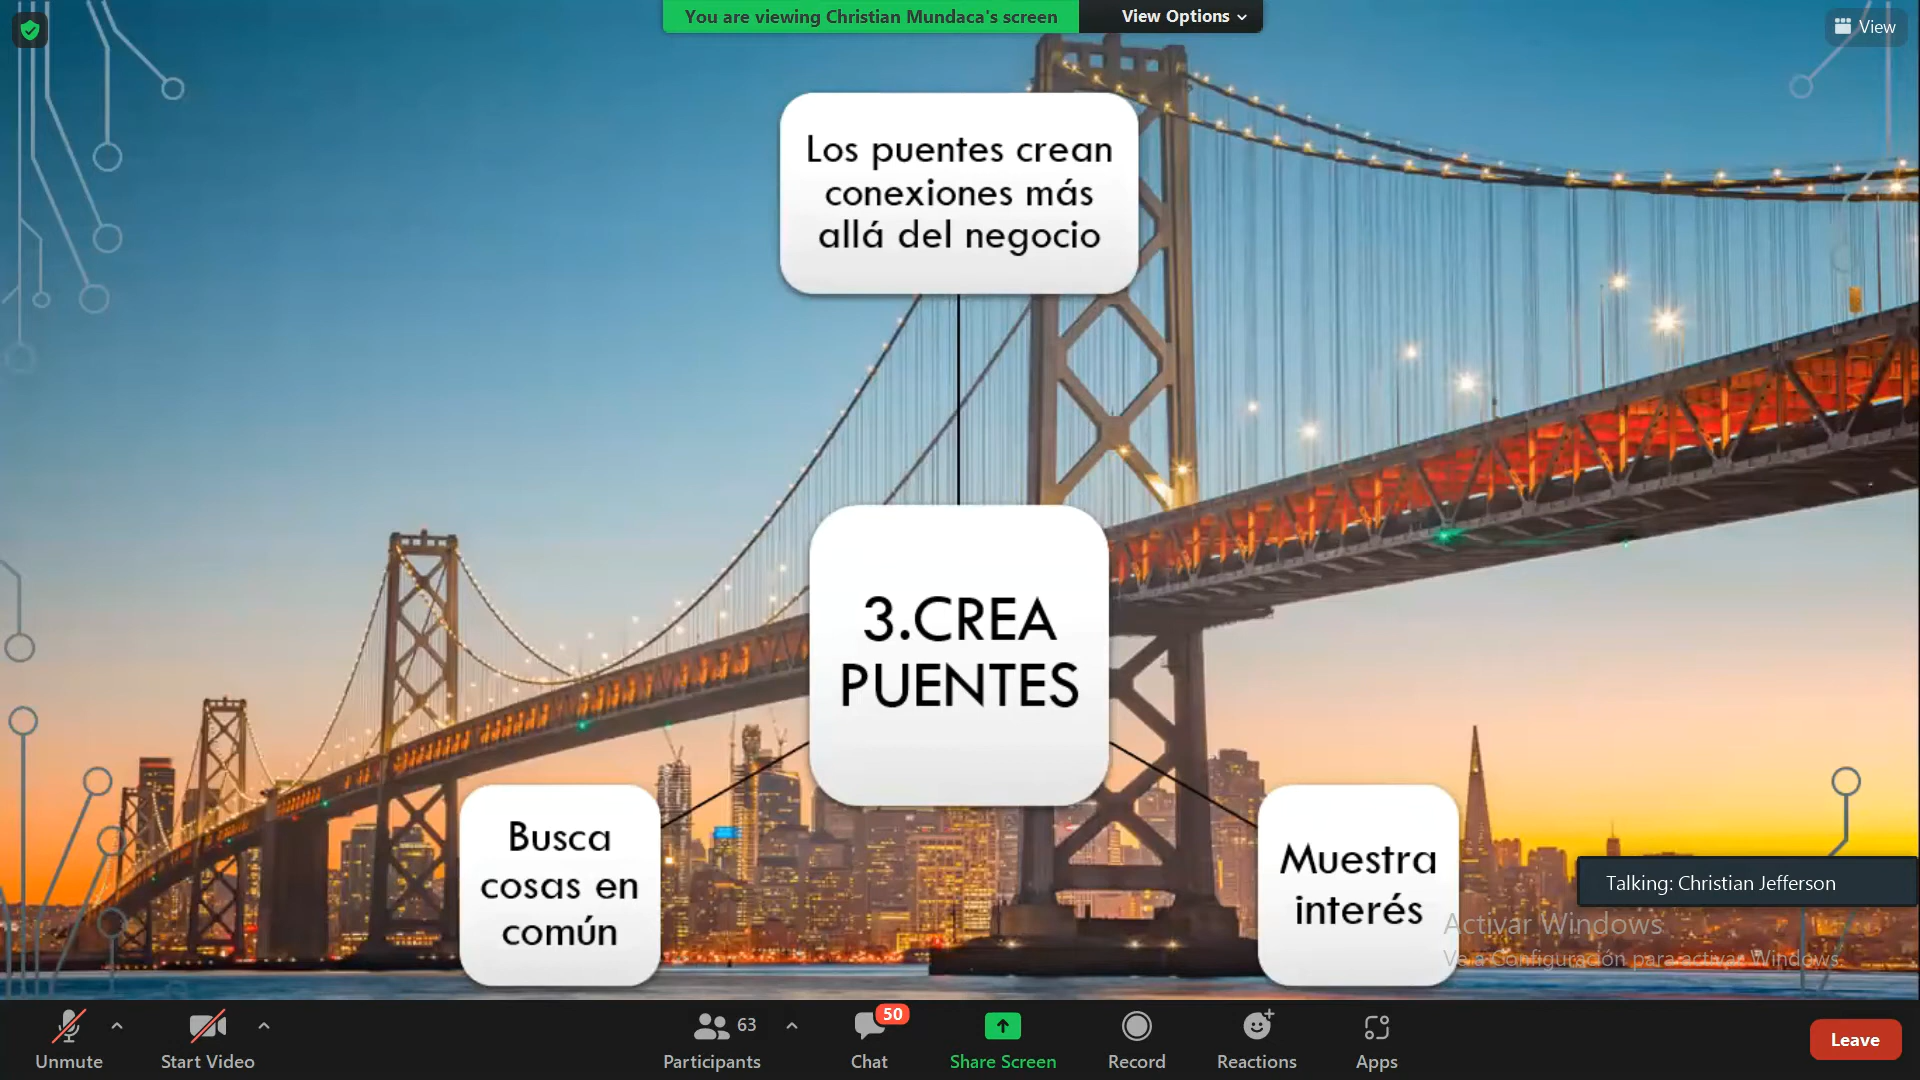 You are viewing Christian Mundaca's screen
View Options
View
Los puentes crean
conexiones más
allá del negocio
3.CREA
PUENTES
Busca
cosas en
común
Muestra
interés
Talking: Christian Jefferson
Activar Windows
Ve a Configuración para activar Windows.
Unmute
Start Video
63
Participants
50
Chat
Share Screen
Record
Reactions
Apps
Leave